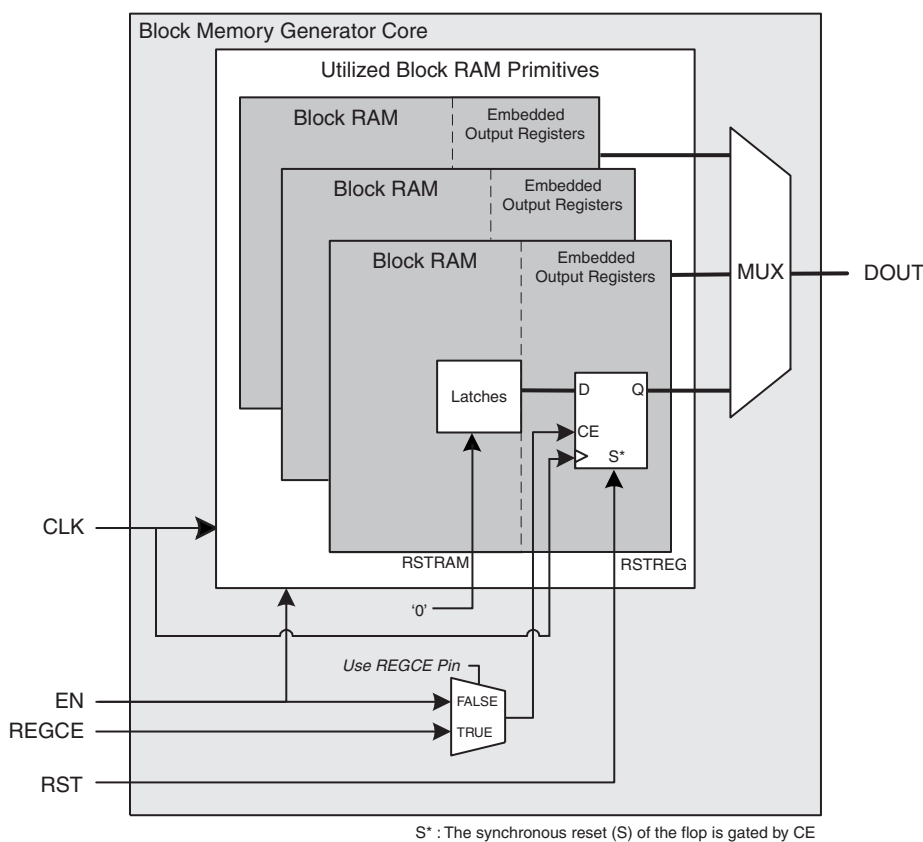 Block Memory Generator Core
Utilized Block RAM Primitives
Block RAM
Embedded
Output Registers
Block RAM
Embedded
Output Registers
Block RAM
Embedded
Output Registers
MUX
DOUT
Latches
D
Q
CE
S*
CLK
RSTRAM
RSTREG
'0'
Use REGCE Pin
EN
FALSE
REGCE
TRUE
RST
S* : The synchronous reset (S) of the flop is gated by CE